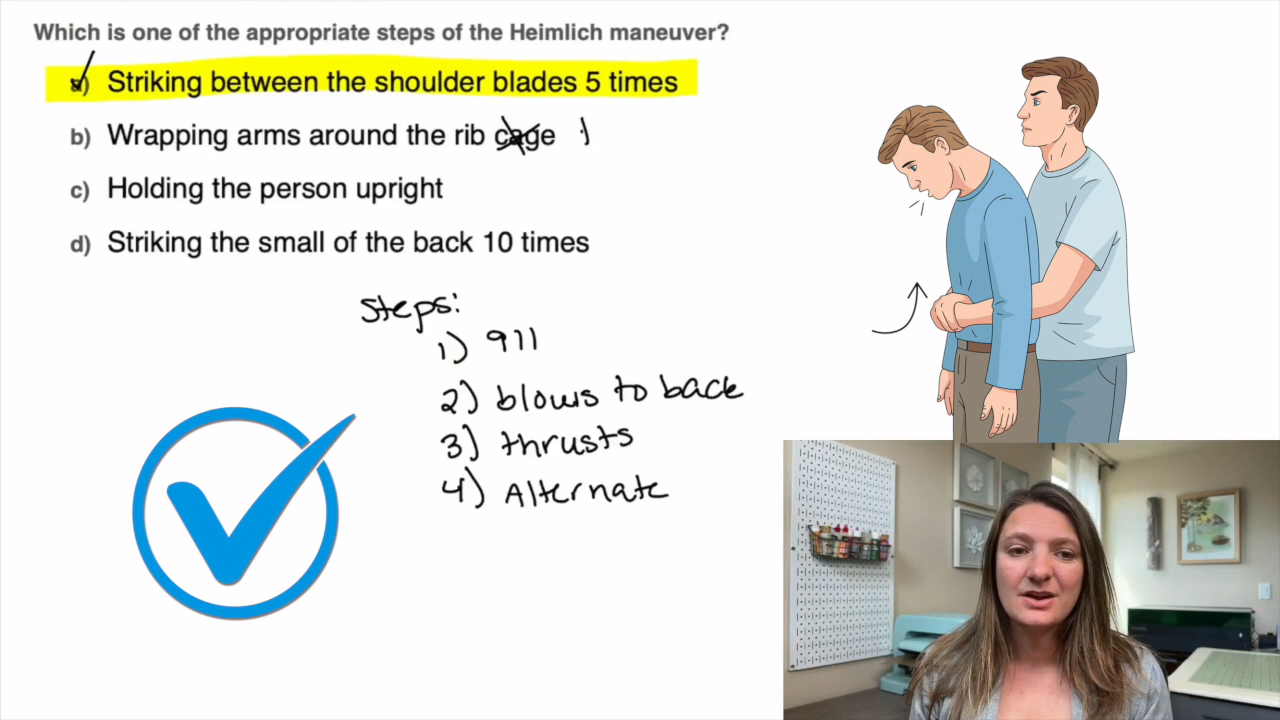 Which is one of the appropriate steps of the Heimlich maneuver?
a) Striking between the shoulder blades 5 times
b) Wrapping arms around the rib cage
c) Holding the person upright
d) Striking the small of the back 10 times
Steps:
1) 911
2) blows to back
3) thrusts
4) Alternate